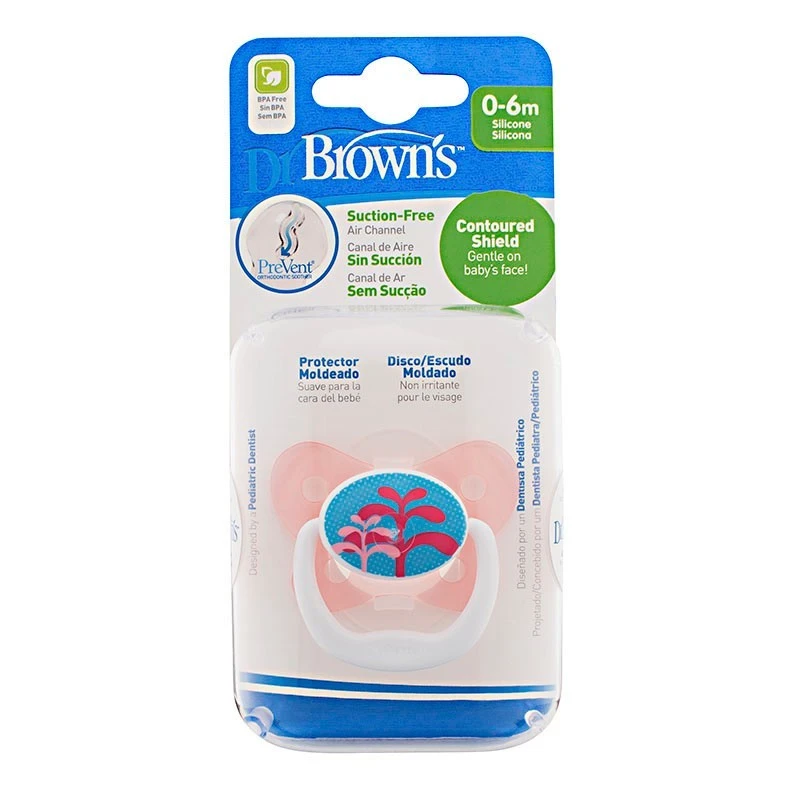 BPA Free
Sin BPA
Sem BPA
0-6m
Silicone
Silicona
Dr Brown's™
PreVent®
ORTHODONTIC SOOTHER
Suction-Free
Air Channel
Canal de Aire
Sin Succión
Canal de Ar
Sem Sucção
Contoured
Shield
Gentle on
baby's face!
Protector
Moldeado
Suave para la
cara del bebé
Disco/Escudo
Moldado
Non irritante
pour le visage
Designed by a Pediatric Dentist
Diseñado por un Dentista Pediátrico
Projetado/Concebido por um Dentista Pediatra/Pediátrico